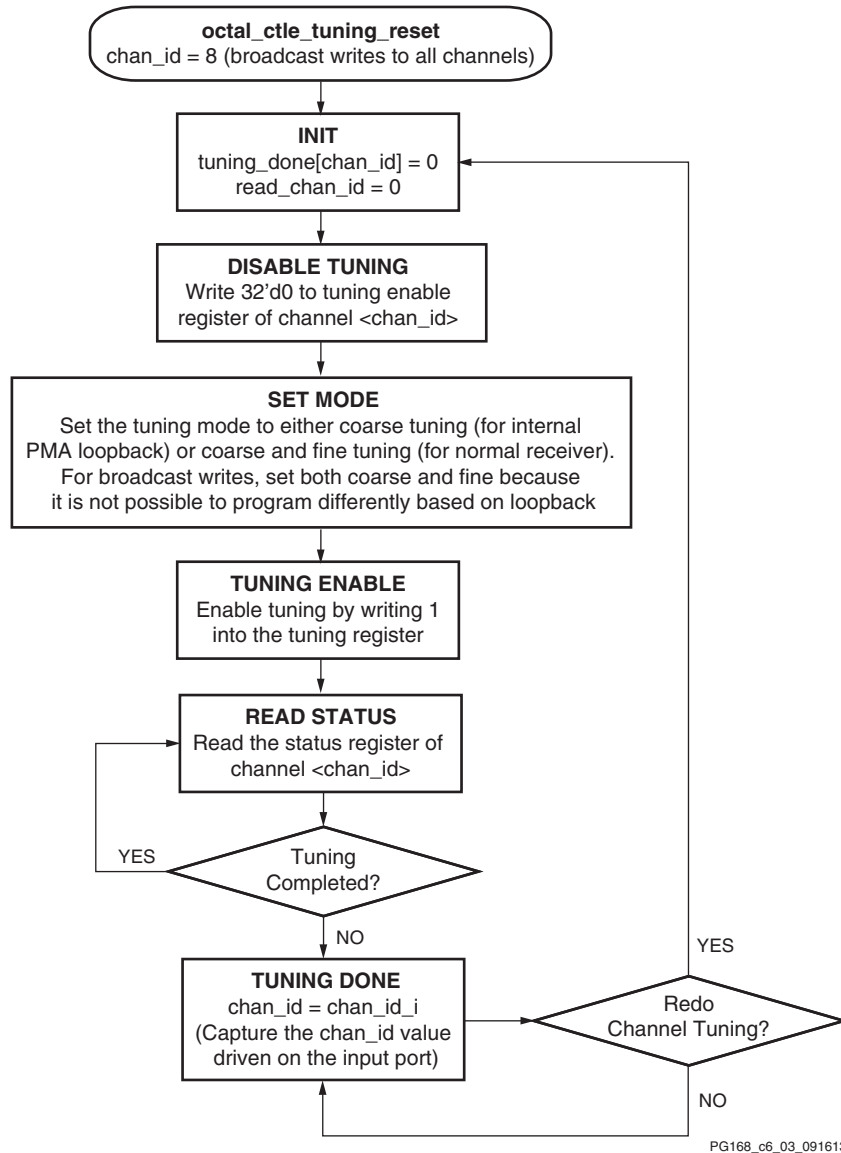 octal_ctle_tuning_reset
chan_id = 8 (broadcast writes to all channels)
INIT
tuning_done[chan_id] = 0
read_chan_id = 0
DISABLE TUNING
Write 32'd0 to tuning enable
register of channel <chan_id>
SET MODE
Set the tuning mode to either coarse tuning (for internal
PMA loopback) or coarse and fine tuning (for normal receiver).
For broadcast writes, set both coarse and fine because
it is not possible to program differently based on loopback
TUNING ENABLE
Enable tuning by writing 1
into the tuning register
READ STATUS
Read the status register of
channel <chan_id>
YES
Tuning
Completed?
NO
TUNING DONE
chan_id = chan_id_i
(Capture the chan_id value
driven on the input port)
YES
Redo
Channel Tuning?
NO
PG168_c6_03_091613